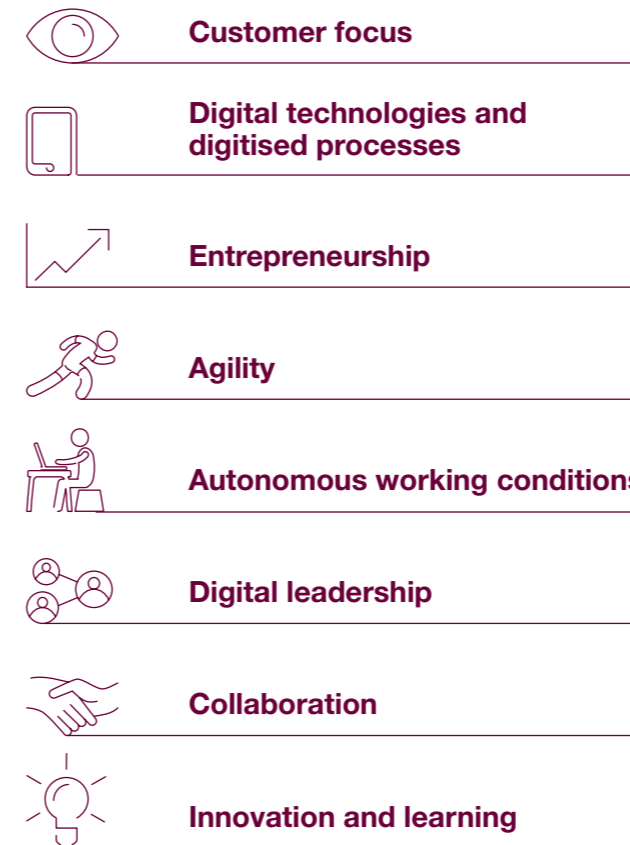 Customer focus
Digital technologies and
digitised processes
Entrepreneurship
Agility
Autonomous working conditions
Digital leadership
Collaboration
Innovation and learning